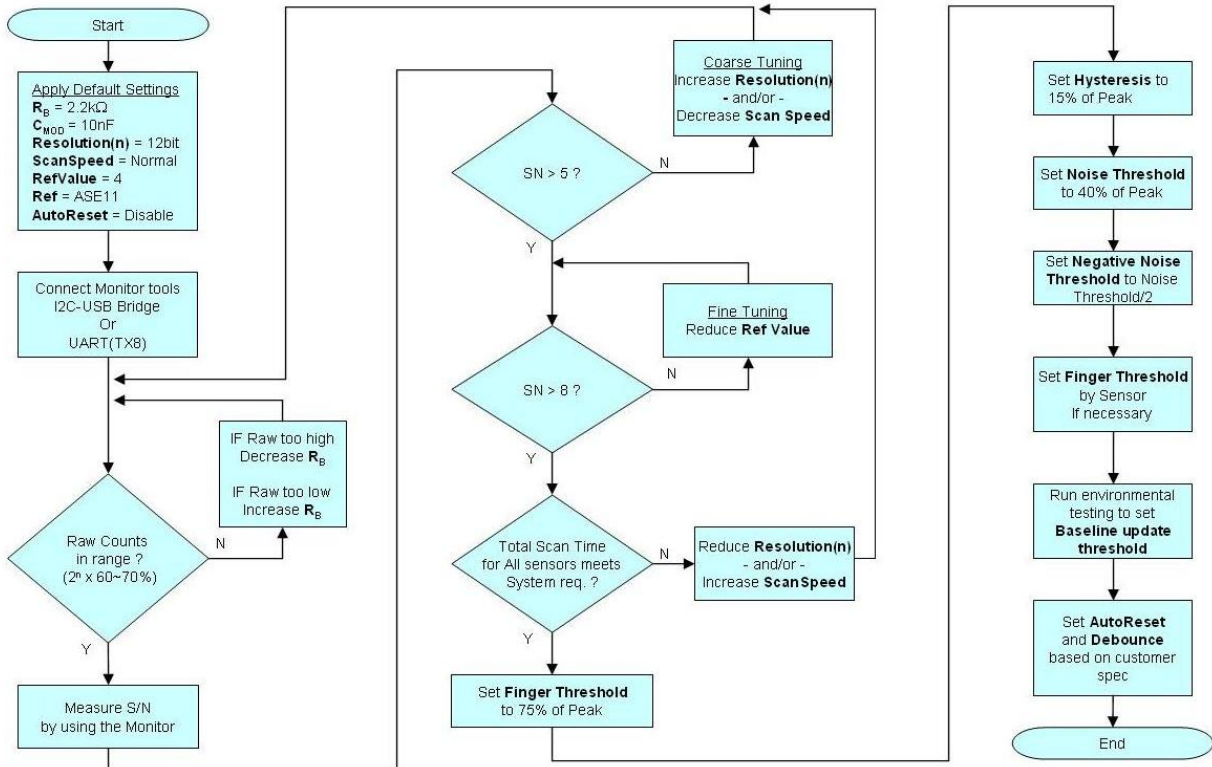 Start
Apply Default Settings
R_B = 2.2kΩ
C_MOD = 10nF
Resolution(n) = 12bit
ScanSpeed = Normal
RefValue = 4
Ref = ASE11
AutoReset = Disable
Connect Monitor tools
I2C-USB Bridge
Or
UART(TX8)
IF Raw too high
Decrease R_B
IF Raw too low
Increase R_B
Raw Counts
in range ?
(2ⁿ x 60~70%)
N
Y
Measure S/N
by using the Monitor
Coarse Tuning
Increase Resolution(n)
- and/or -
Decrease Scan Speed
SN > 5 ?
N
Y
Fine Tuning
Reduce Ref Value
SN > 8 ?
N
Y
Total Scan Time
for All sensors meets
System req. ?
N
Reduce Resolution(n)
- and/or -
Increase ScanSpeed
Y
Set Finger Threshold
to 75% of Peak
Set Hysteresis to
15% of Peak
Set Noise Threshold
to 40% of Peak
Set Negative Noise
Threshold to Noise
Threshold/2
Set Finger Threshold
by Sensor
If necessary
Run environmental
testing to set
Baseline update
threshold
Set AutoReset
and Debounce
based on customer
spec
End